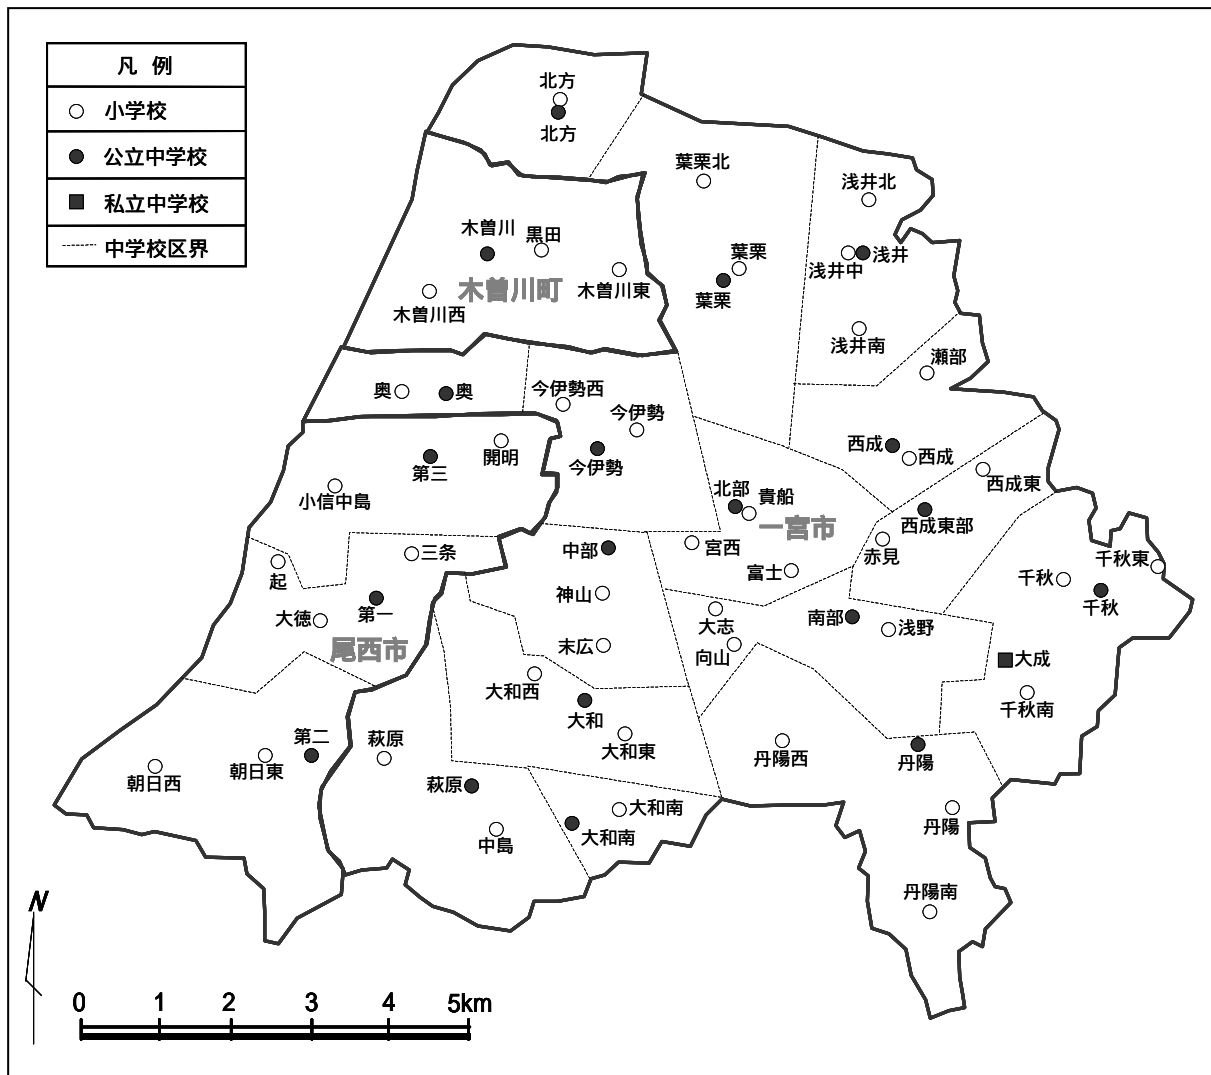 凡 例
小学校
公立中学校
私立中学校
中学校区界
北方
北方
葉栗北
浅井北
木曽川
黒田
葉栗
浅井
浅井中
木曽川町
木曽川東
葉栗
木曽川西
浅井南
瀬部
奥
奥
今伊勢西
今伊勢
西成
西成
開明
今伊勢
第三
西成東
小信中島
北部
貴船
一宮市
西成東部
宮西
中部
三条
赤見
千秋東
起
富士
千秋
千秋
神山
第一
大徳
大志
南部
浅野
尾西市
末広
向山
大成
大和西
大和
千秋南
第二
萩原
大和東
丹陽西
丹陽
朝日西
朝日東
萩原
大和南
丹陽
大和南
中島
丹陽南
N
0 1 2 3 4 5km